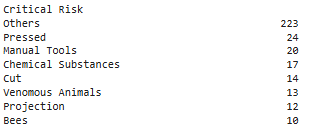 Critical Risk
Others 223
Pressed 24
Manual Tools 20
Chemical Substances 17
Cut 14
Venomous Animals 13
Projection 12
Bees 10